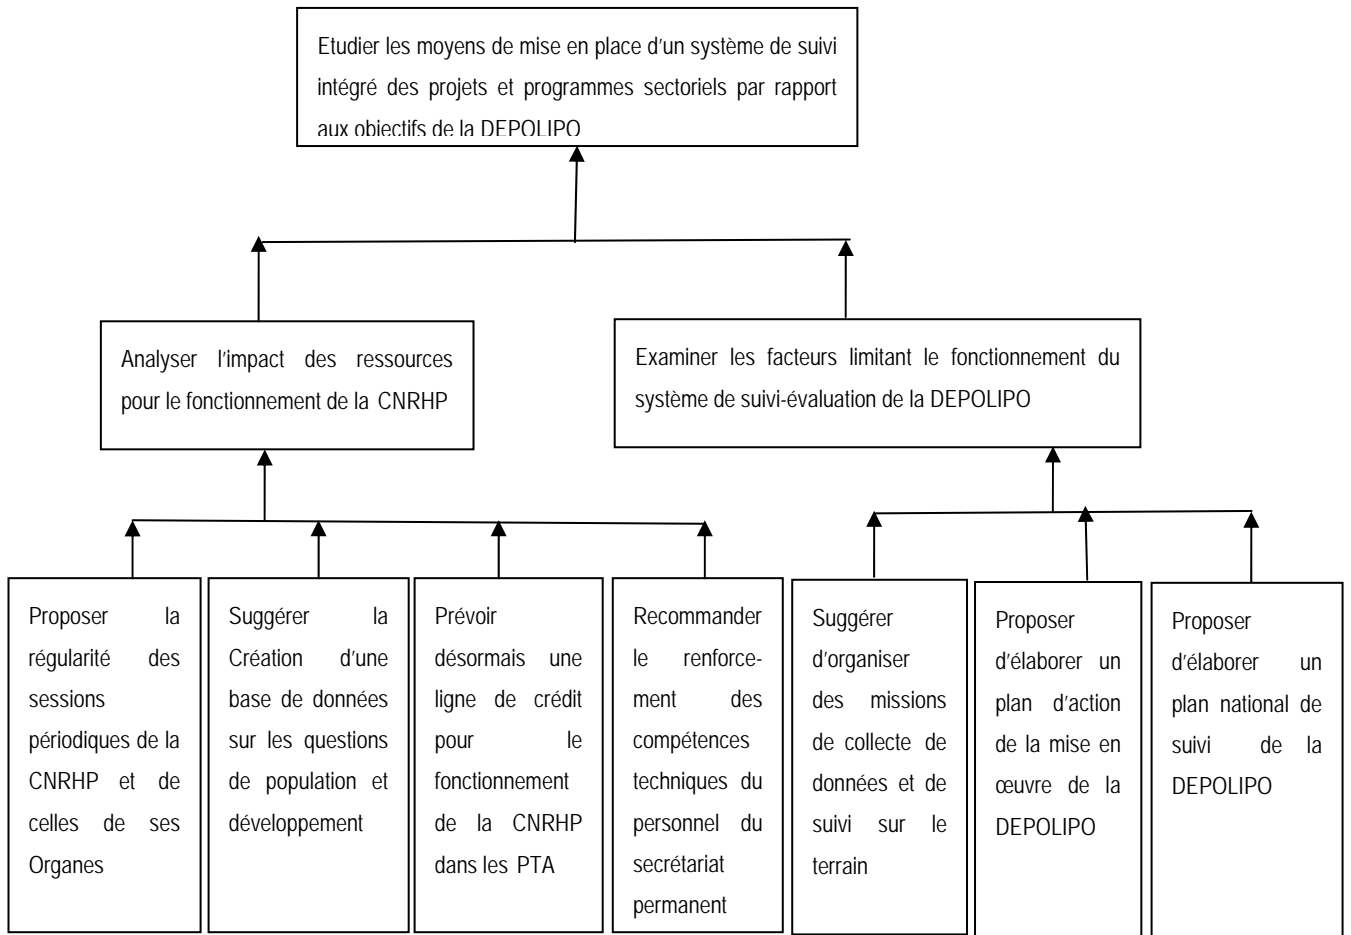 Etudier les moyens de mise en place d'un système de suivi
intégré des projets et programmes sectoriels par rapport
aux objectifs de la DEPOLIPO
Analyser l'impact des ressources
pour le fonctionnement de la CNRHP
Examiner les facteurs limitant le fonctionnement du
système de suivi-évaluation de la DEPOLIPO
Proposer la
régularité des
sessions
périodiques de la
CNRHP et de
celles de ses
Organes
Suggérer la
Création d'une
base de données
sur les questions
de population et
développement
Prévoir
désormais une
ligne de crédit
pour le
fonctionnement
de la CNRHP
dans les PTA
Recommander
le renforce-
ment des
compétences
techniques du
personnel du
secrétariat
permanent
Suggérer
d'organiser
des missions
de collecte de
données et de
suivi sur le
terrain
Proposer
d'élaborer un
plan d'action
de la mise en
œuvre de la
DEPOLIPO
Proposer
d'élaborer un
plan national de
suivi de la
DEPOLIPO